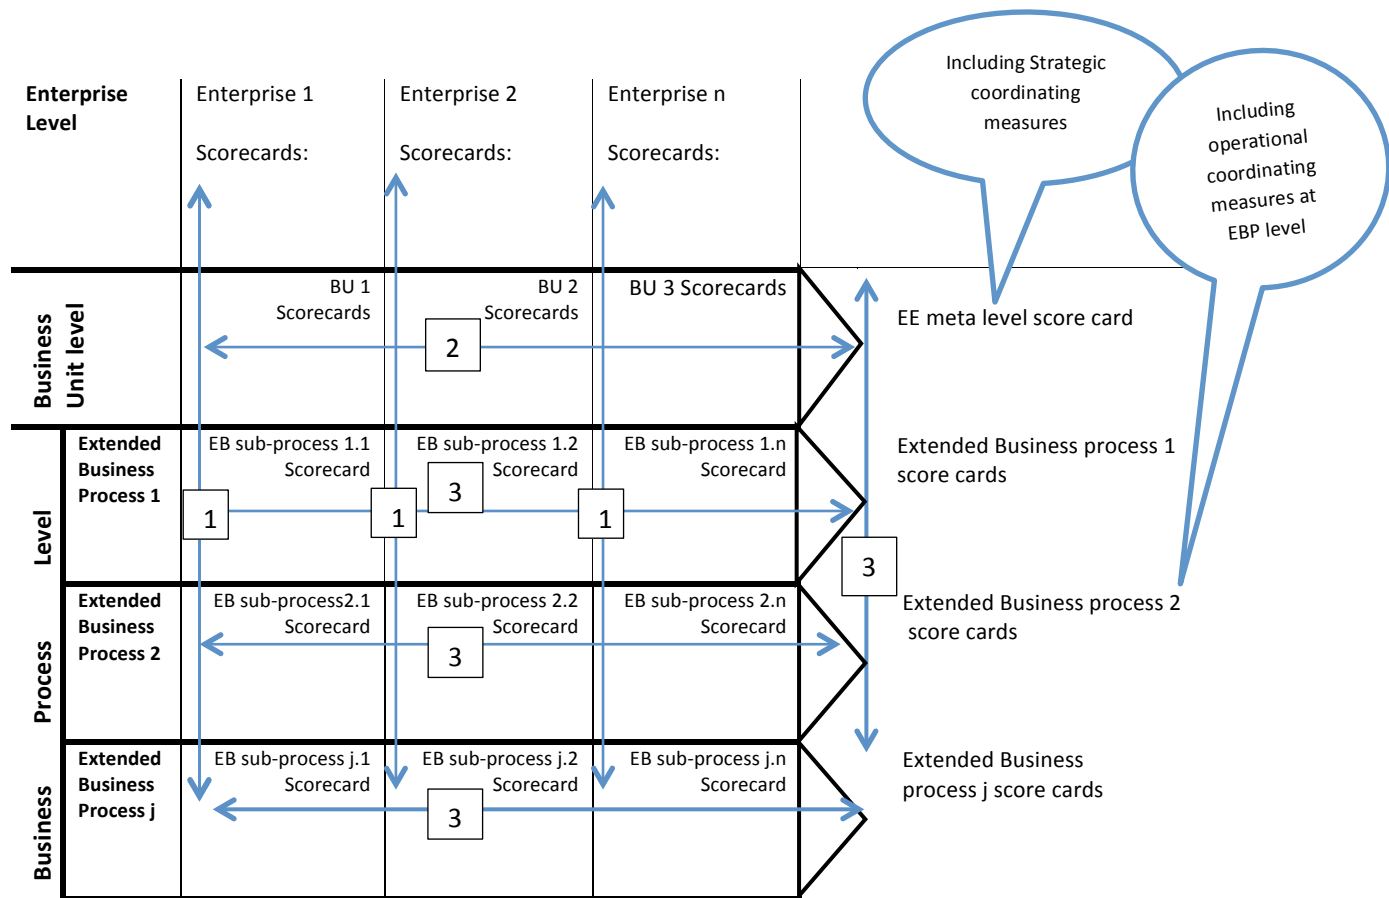 Including Strategic
coordinating
measures
Including
operational
coordinating
measures at
EBP level
Enterprise
Level
Enterprise 1
Scorecards:
Enterprise 2
Scorecards:
Enterprise n
Scorecards:
Business
Unit level
BU 1
Scorecards
BU 2
Scorecards
BU 3 Scorecards
2
EE meta level score card
Business Process Level
Extended
Business
Process 1
EB sub-process 1.1
Scorecard
EB sub-process 1.2
Scorecard
EB sub-process 1.n
Scorecard
3
1
1
1
Extended Business process 1
score cards
3
Extended
Business
Process 2
EB sub-process2.1
Scorecard
EB sub-process 2.2
Scorecard
EB sub-process 2.n
Scorecard
3
Extended Business process 2
score cards
Extended
Business
Process j
EB sub-process j.1
Scorecard
EB sub-process j.2
Scorecard
EB sub-process j.n
Scorecard
3
Extended Business
process j score cards